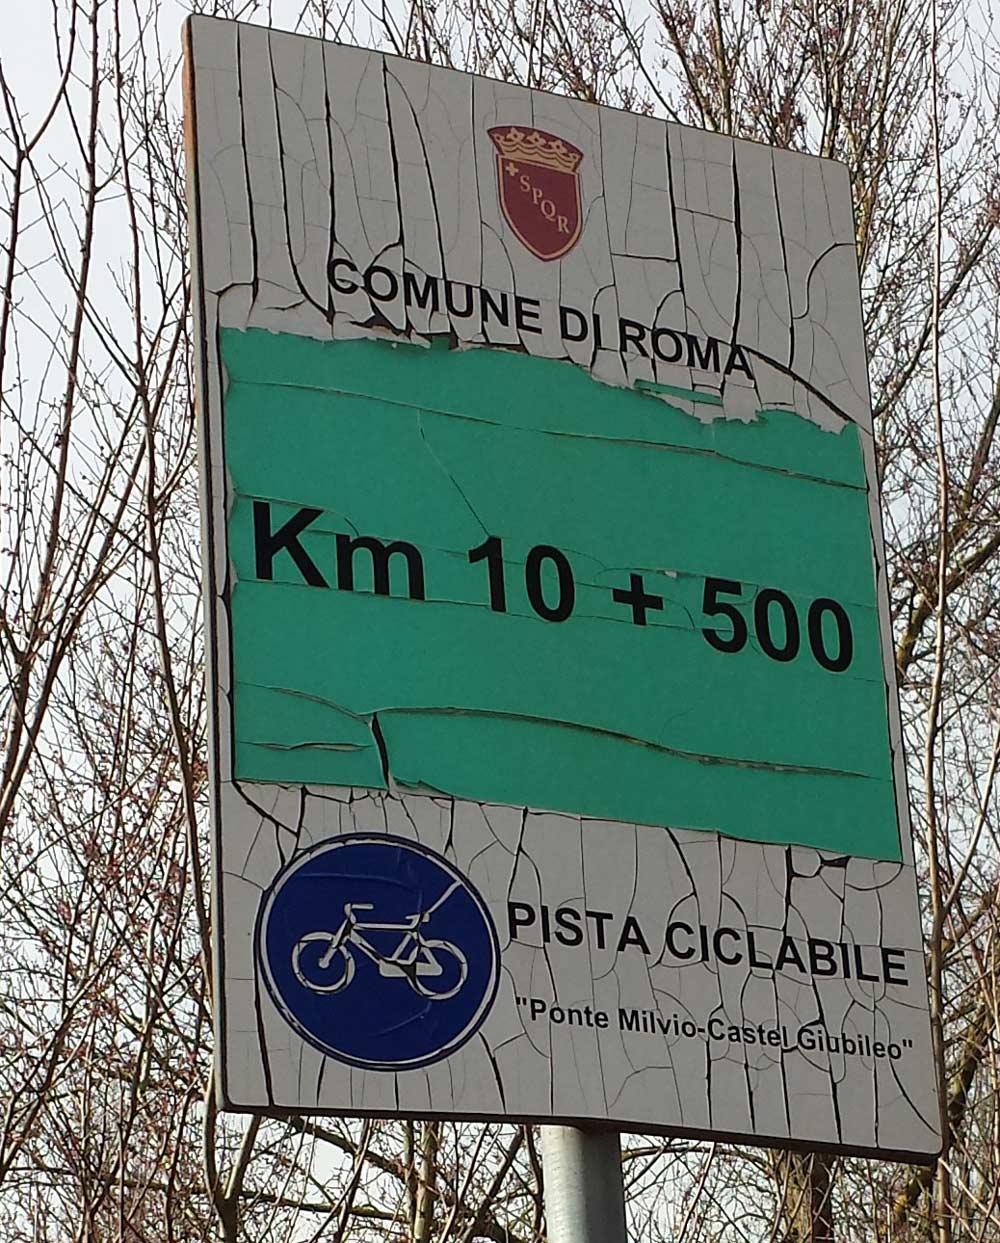 SPQR
COMUNE DI ROMA
Km 10 + 500
PISTA CICLABILE
"Ponte Milvio-Castel Giubileo"